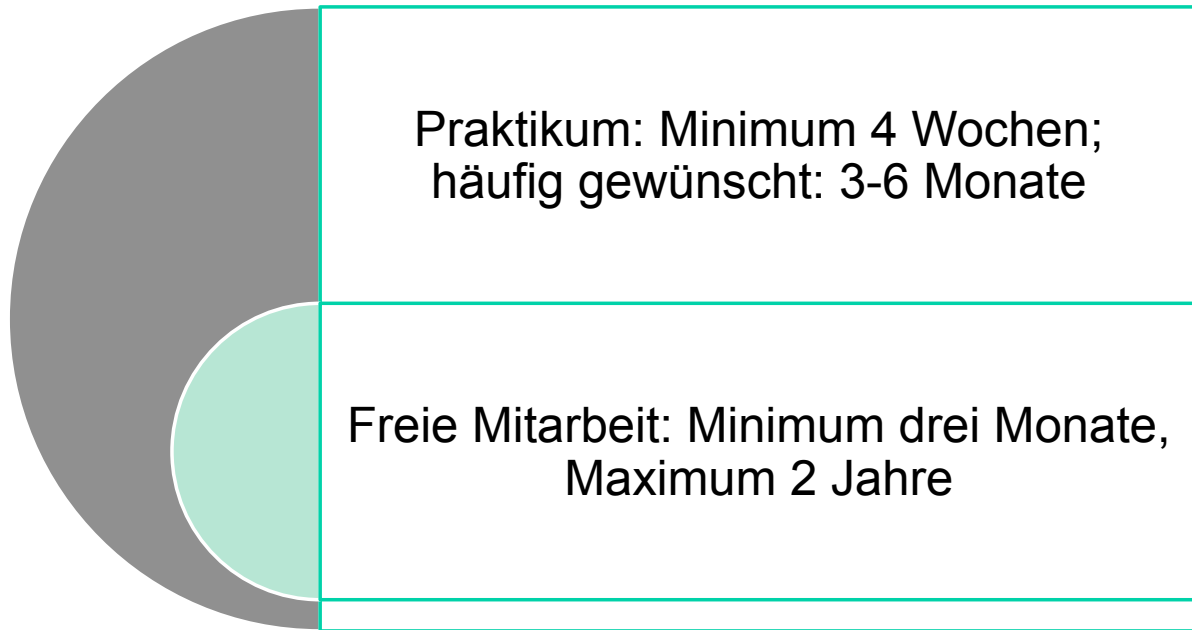 Praktikum: Minimum 4 Wochen;
häufig gewünscht: 3-6 Monate
Freie Mitarbeit: Minimum drei Monate,
Maximum 2 Jahre